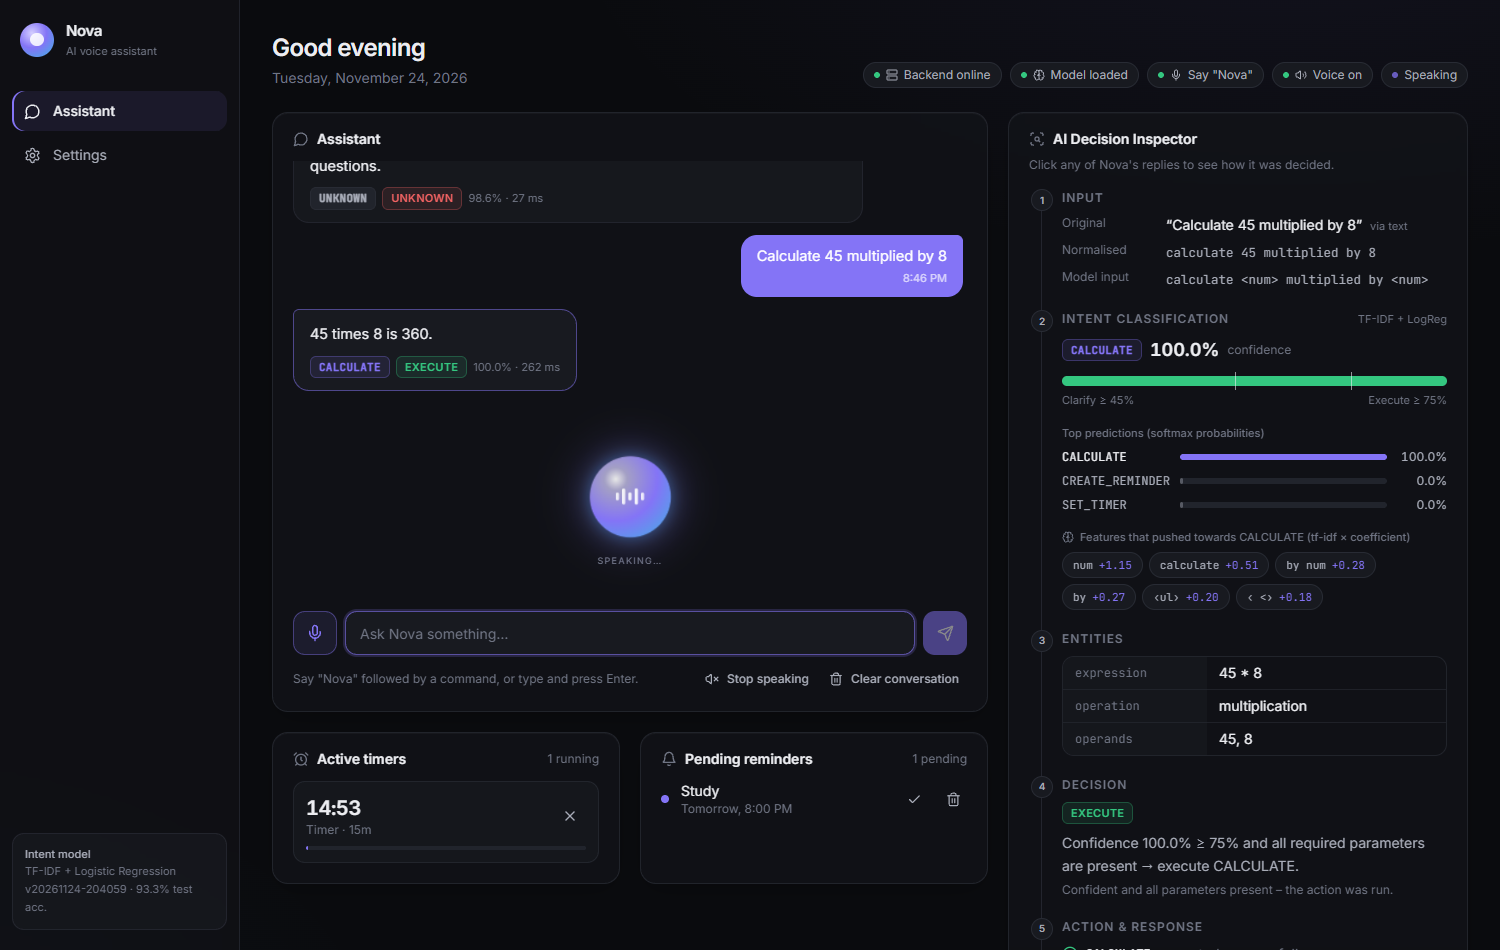 Nova
AI voice assistant
Assistant
Settings
Intent model
TF-IDF + Logistic Regression
v20261124-204059 · 93.3% test
acc.
Good evening
Tuesday, November 24, 2026
Backend online
Model loaded
Say "Nova"
Voice on
Speaking
Assistant
questions.
UNKNOWN UNKNOWN 98.6% · 27 ms
Calculate 45 multiplied by 8
8:46 PM
45 times 8 is 360.
CALCULATE EXECUTE 100.0% · 262 ms
SPEAKING...
Ask Nova something...
Say "Nova" followed by a command, or type and press Enter.
Stop speaking
Clear conversation
Active timers 1 running
14:53
Timer · 15m
Pending reminders 1 pending
Study
Tomorrow, 8:00 PM
AI Decision Inspector
Click any of Nova's replies to see how it was decided.
1 INPUT
Original “Calculate 45 multiplied by 8” via text
Normalised calculate 45 multiplied by 8
Model input calculate <num> multiplied by <num>
2 INTENT CLASSIFICATION TF-IDF + LogReg
CALCULATE 100.0% confidence
Clarify ≥ 45% Execute ≥ 75%
Top predictions (softmax probabilities)
CALCULATE 100.0%
CREATE_REMINDER 0.0%
SET_TIMER 0.0%
Features that pushed towards CALCULATE (tf-idf × coefficient)
num +1.15 calculate +0.51 by num +0.28
by +0.27 ‹ul› +0.20 ‹ <› +0.18
3 ENTITIES
expression 45 * 8
operation multiplication
operands 45, 8
4 DECISION
EXECUTE
Confidence 100.0% ≥ 75% and all required parameters
are present → execute CALCULATE.
Confident and all parameters present – the action was run.
5 ACTION & RESPONSE